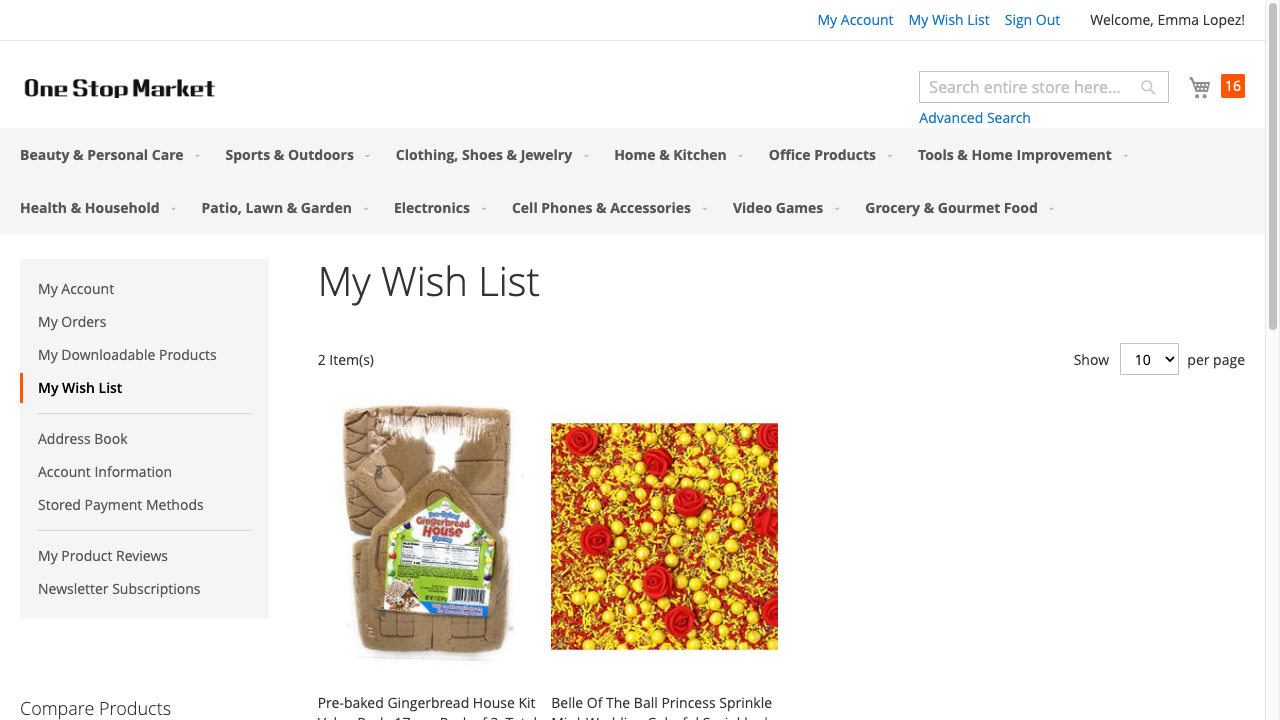 My Account My Wish List Sign Out Welcome, Emma Lopez!
One Stop Market
Search entire store here...
16
Advanced Search
Beauty & Personal Care Sports & Outdoors Clothing, Shoes & Jewelry Home & Kitchen Office Products Tools & Home Improvement
Health & Household Patio, Lawn & Garden Electronics Cell Phones & Accessories Video Games Grocery & Gourmet Food
My Account
My Orders
My Downloadable Products
My Wish List
Address Book
Account Information
Stored Payment Methods
My Product Reviews
Newsletter Subscriptions
Compare Products
My Wish List
2 Item(s)
Show 10 per page
Pre-Baked
Gingerbread
House
Pre-baked Gingerbread House Kit
Belle Of The Ball Princess Sprinkle